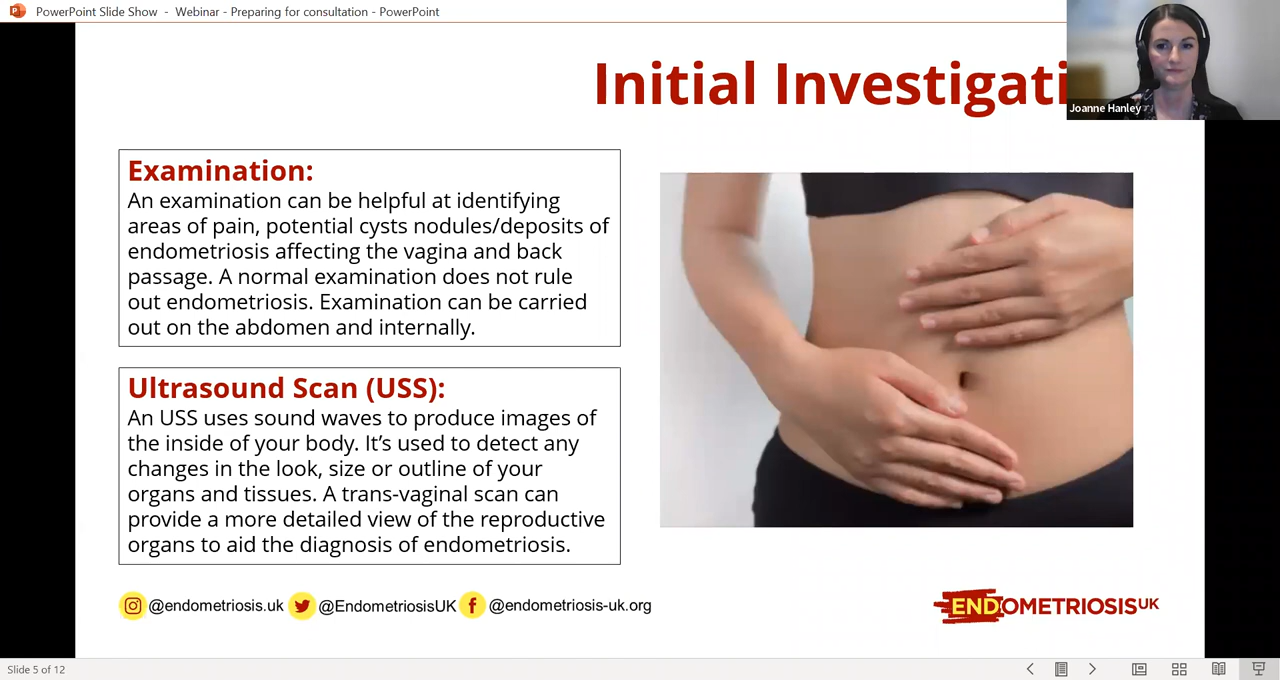 PowerPoint Slide Show - Webinar - Preparing for consultation - PowerPoint
Initial Investigati
Joanne Hanley
Examination:
An examination can be helpful at identifying
areas of pain, potential cysts nodules/deposits of
endometriosis affecting the vagina and back
passage. A normal examination does not rule
out endometriosis. Examination can be carried
out on the abdomen and internally.
Ultrasound Scan (USS):
An USS uses sound waves to produce images of
the inside of your body. It’s used to detect any
changes in the look, size or outline of your
organs and tissues. A trans-vaginal scan can
provide a more detailed view of the reproductive
organs to aid the diagnosis of endometriosis.
@endometriosis.uk @EndometriosisUK @endometriosis-uk.org
ENDOMETRIOSIS UK
Slide 5 of 12